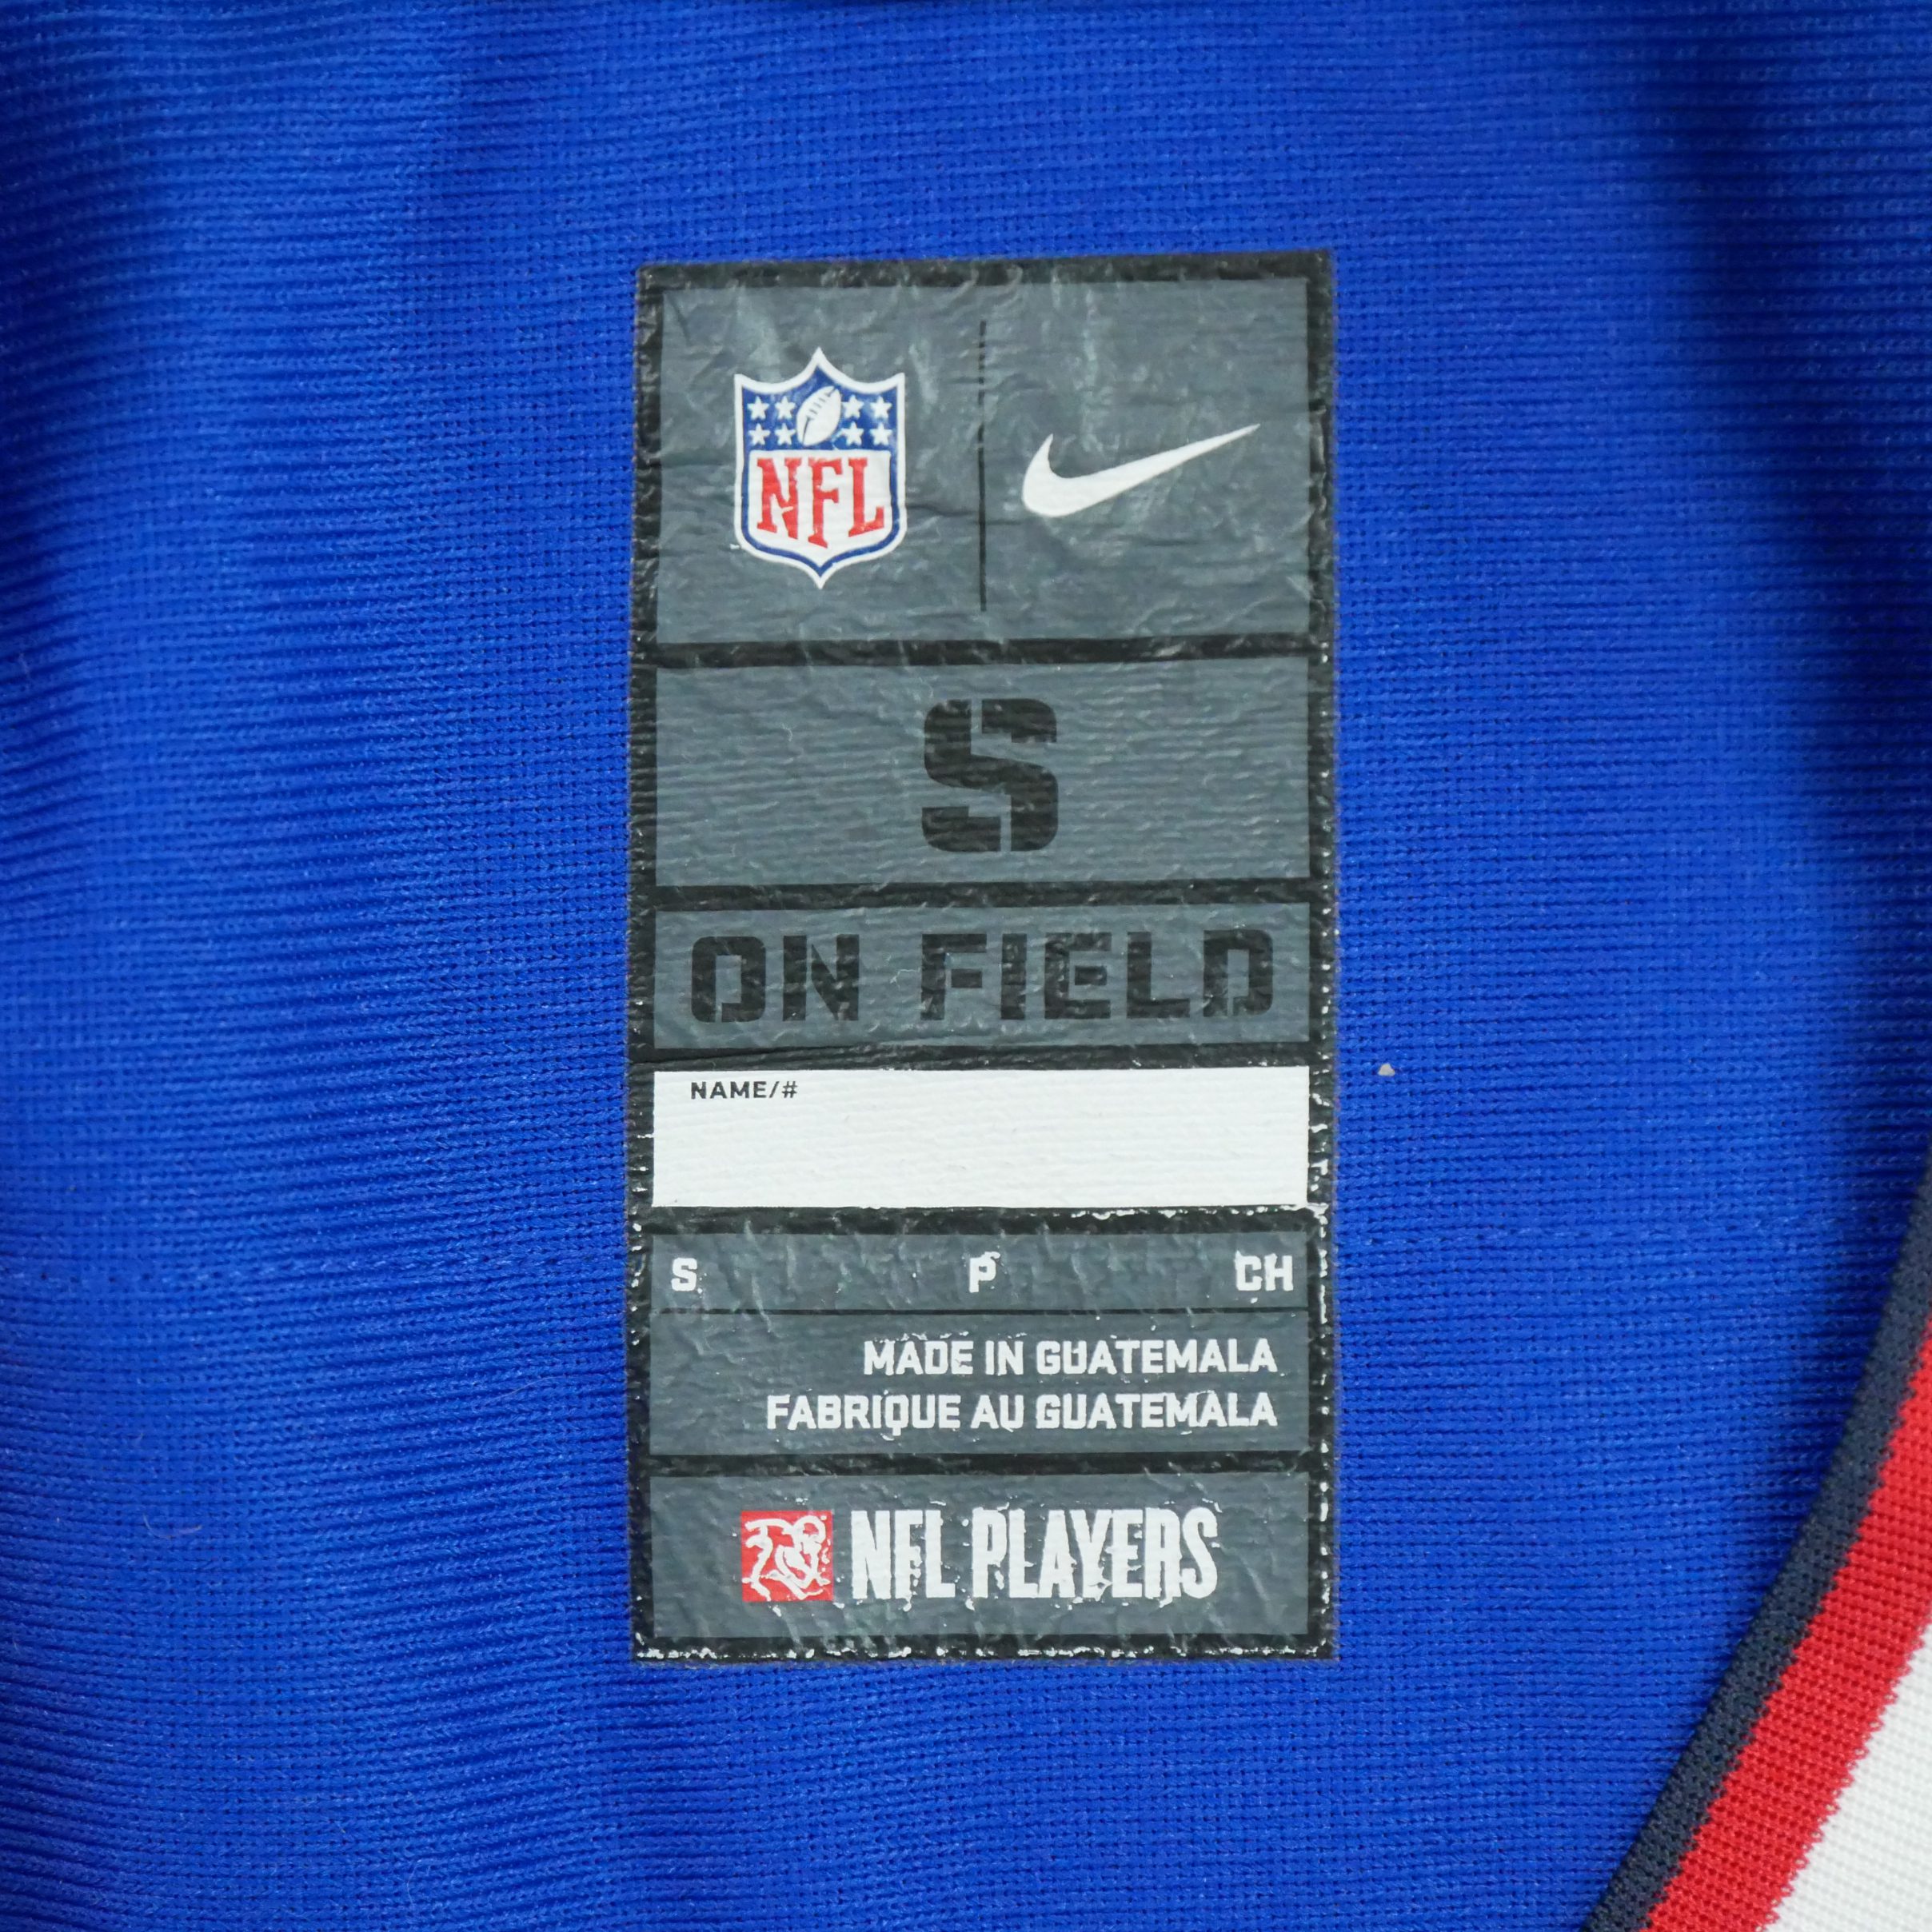 NFL
S
ON FIELD
NAME/#
S P CH
MADE IN GUATEMALA
FABRIQUE AU GUATEMALA
NFL PLAYERS